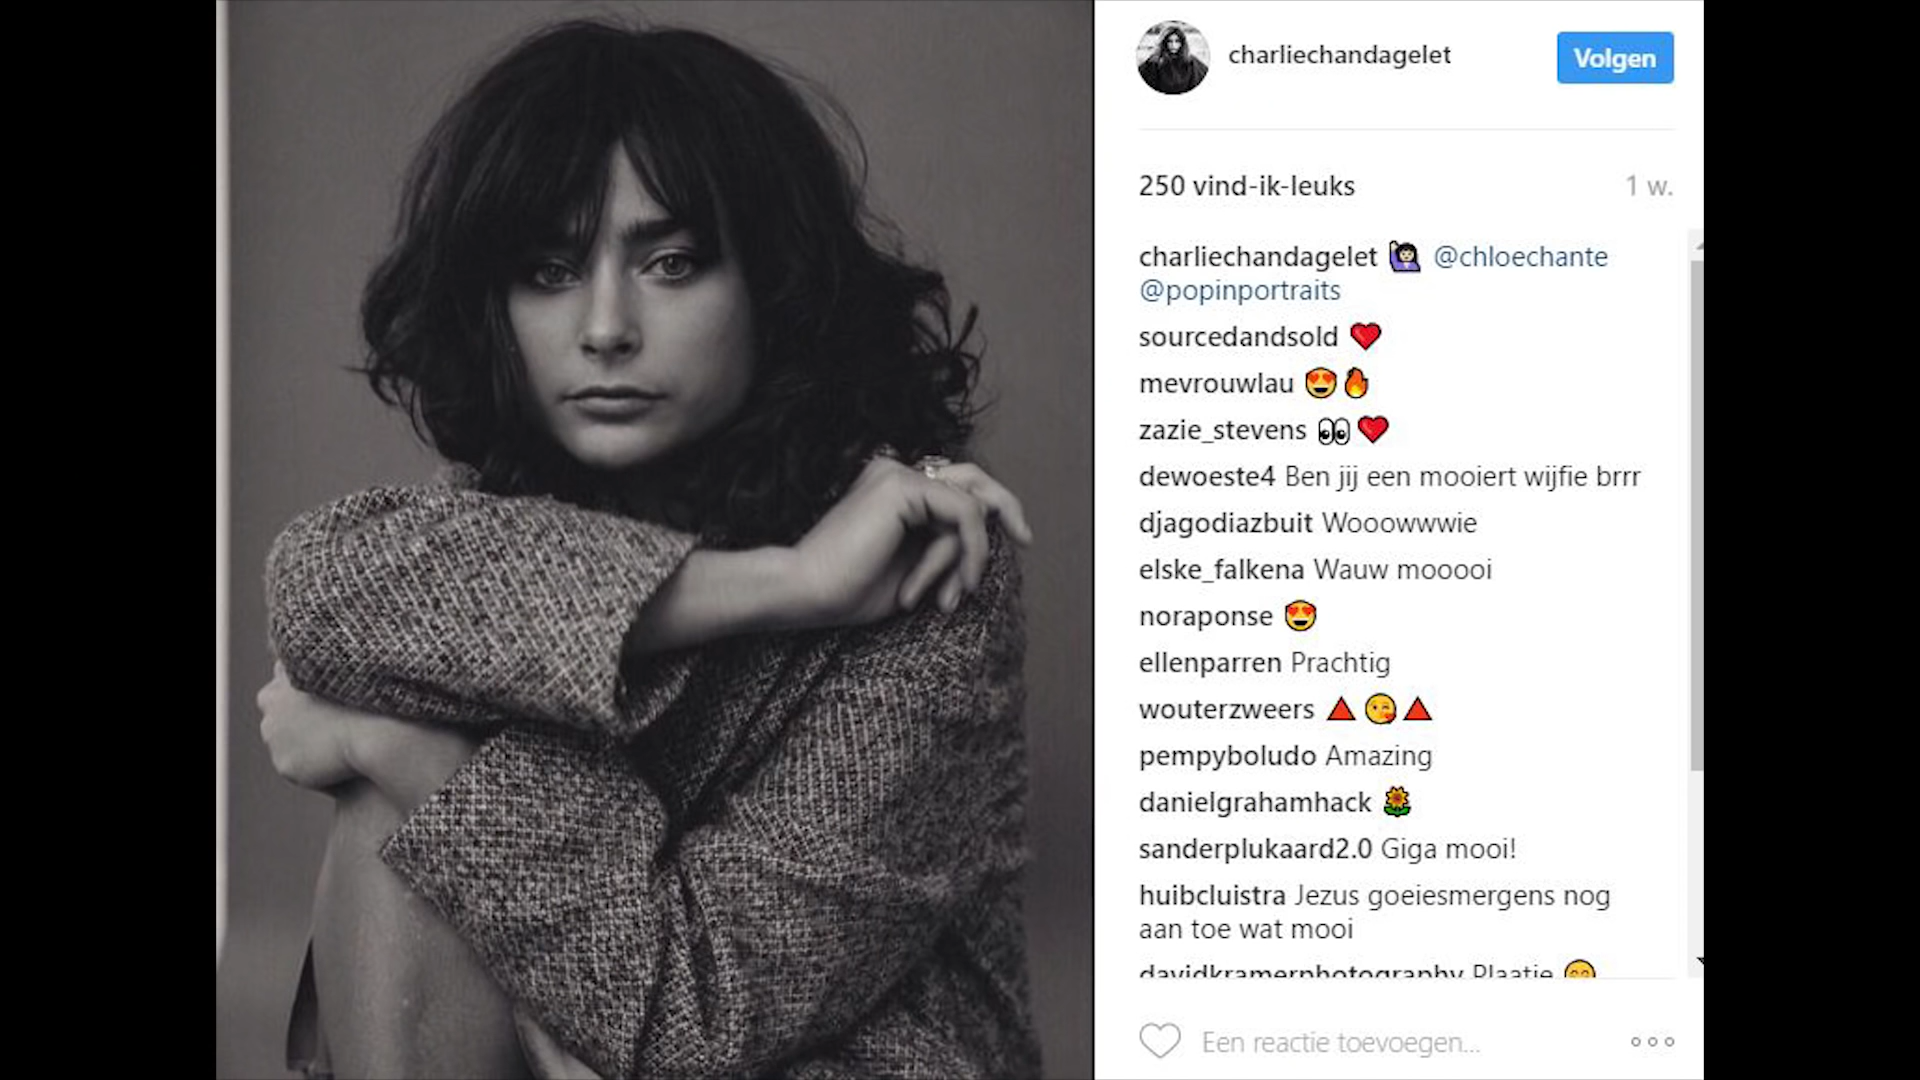 charliechandagelet
Volgen
250 vind-ik-leuks
1 w.
charliechandagelet 🙋🏻 @chloechante
@popinportraits
sourcedandsold ❤️
mevrouwlau 😍🔥
zazie_stevens 👀❤️
dewoeste4 Ben jij een mooiert wijfie brrr
djagodiazbuit Wooowwwie
elske_falkena Wauw mooooi
noraponse 😍
ellenparren Prachtig
wouterzweers 🔺😘🔺
pempyboludo Amazing
danielgrahamhack 🌻
sanderplukaard2.0 Giga mooi!
huibcluistra Jezus goeiesmergens nog
aan toe wat mooi
davidkramerphotography Plaatje 😊
Een reactie toevoegen...